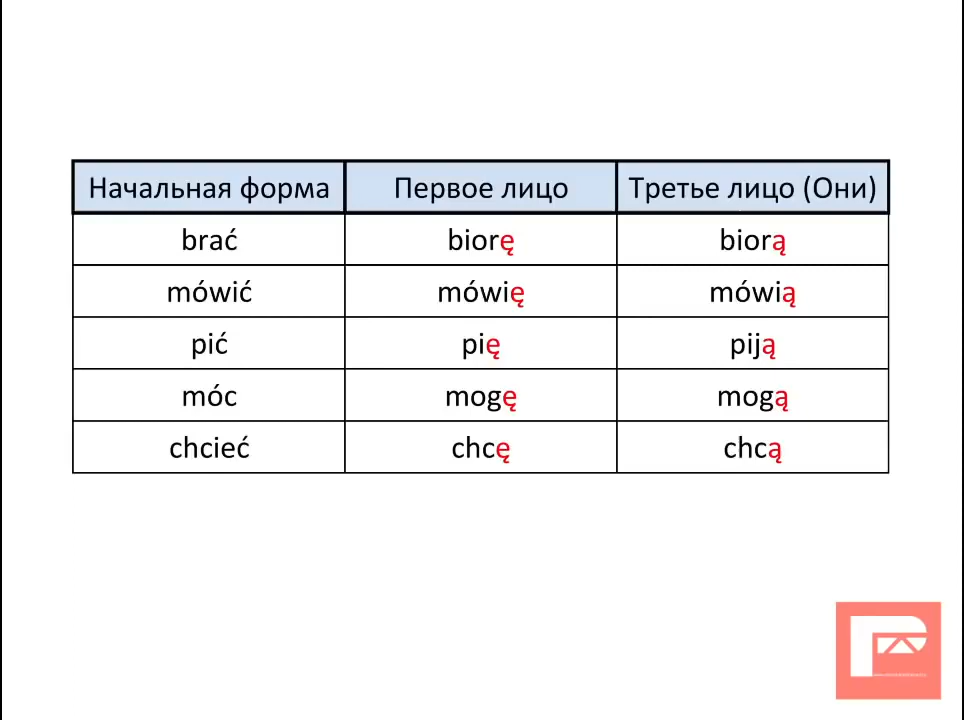 Начальная форма Первое лицо Третье лицо (Они)
brać biorę biorą
mówić mówię mówią
pić pię piją
móc mogę mogą
chcieć chcę chcą